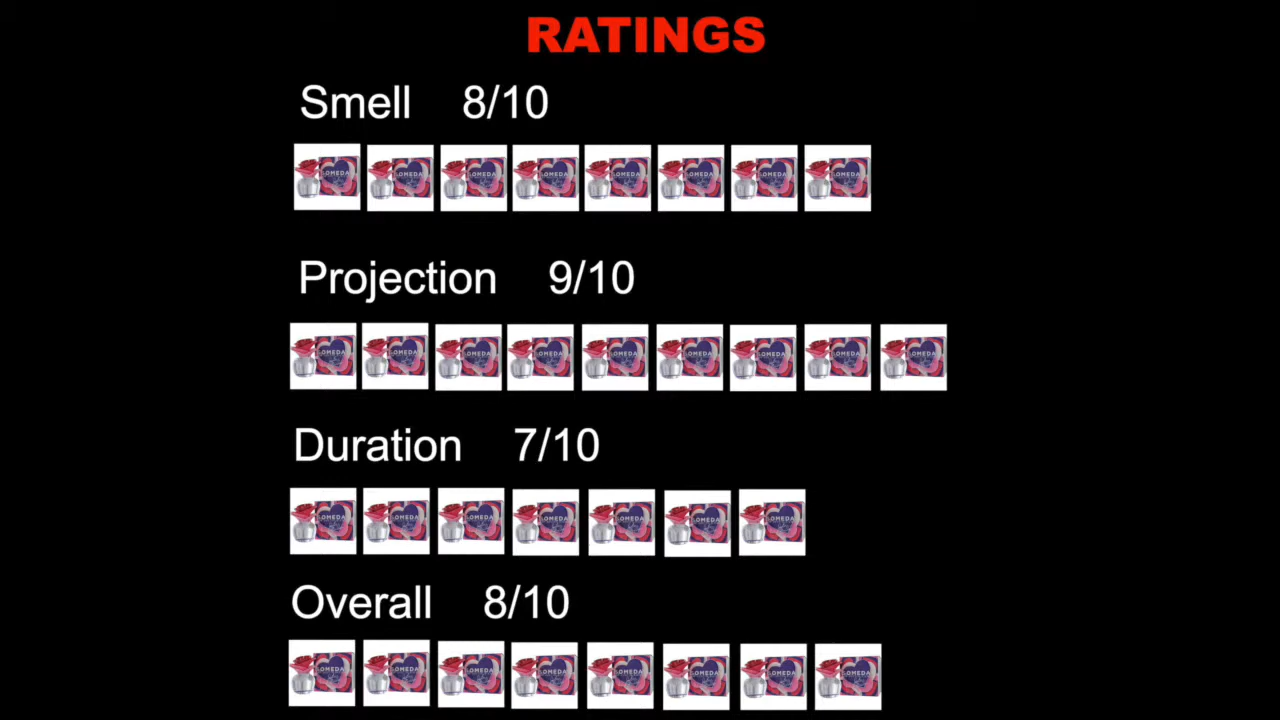 RATINGS
Smell 8/10
Projection 9/10
Duration 7/10
Overall 8/10